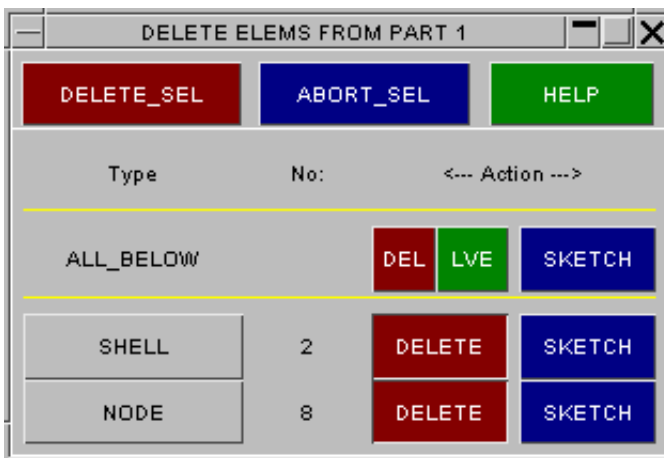 DELETE ELEMS FROM PART 1
DELETE_SEL ABORT_SEL HELP
Type No: <--- Action --->
ALL_BELOW DEL LVE SKETCH
SHELL 2 DELETE SKETCH
NODE 8 DELETE SKETCH